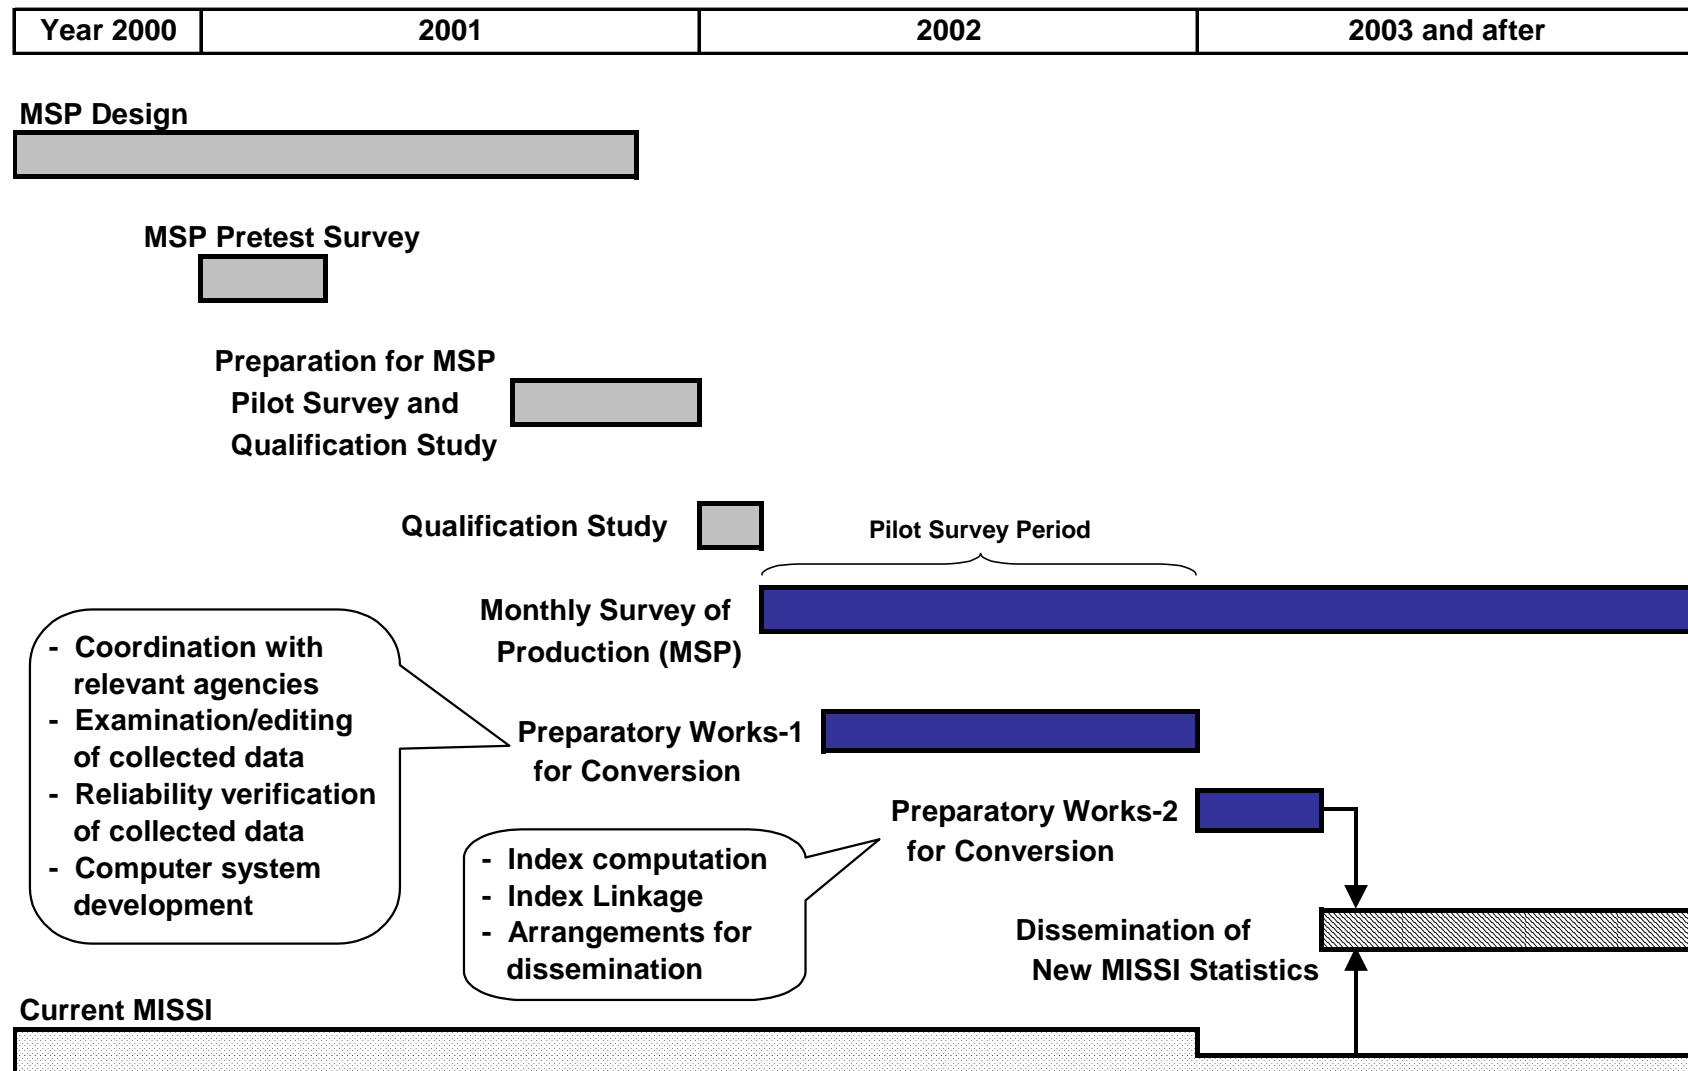 Year 2000 2001 2002 2003 and after
MSP Design
MSP Pretest Survey
Preparation for MSP
Pilot Survey and
Qualification Study
Qualification Study
Pilot Survey Period
Monthly Survey of
Production (MSP)
- Coordination with
relevant agencies
- Examination/editing
of collected data
- Reliability verification
of collected data
- Computer system
development
Preparatory Works-1
for Conversion
Preparatory Works-2
for Conversion
- Index computation
- Index Linkage
- Arrangements for
dissemination
Dissemination of
New MISSI Statistics
Current MISSI